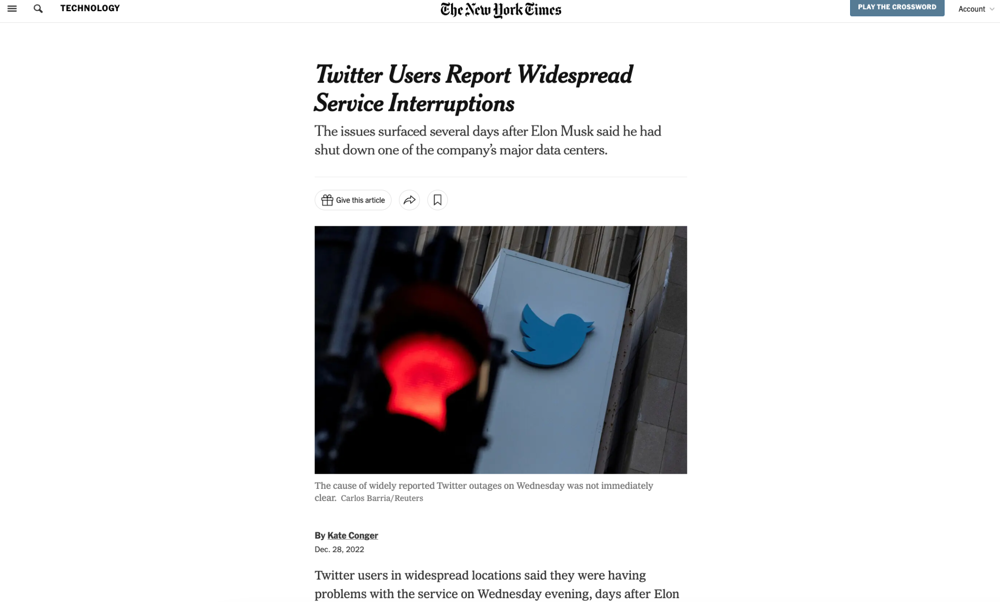 TECHNOLOGY
The New York Times
PLAY THE CROSSWORD
Account
Twitter Users Report Widespread
Service Interruptions
The issues surfaced several days after Elon Musk said he had
shut down one of the company’s major data centers.
Give this article
The cause of widely reported Twitter outages on Wednesday was not immediately
clear. Carlos Barria/Reuters
By Kate Conger
Dec. 28, 2022
Twitter users in widespread locations said they were having
problems with the service on Wednesday evening, days after Elon